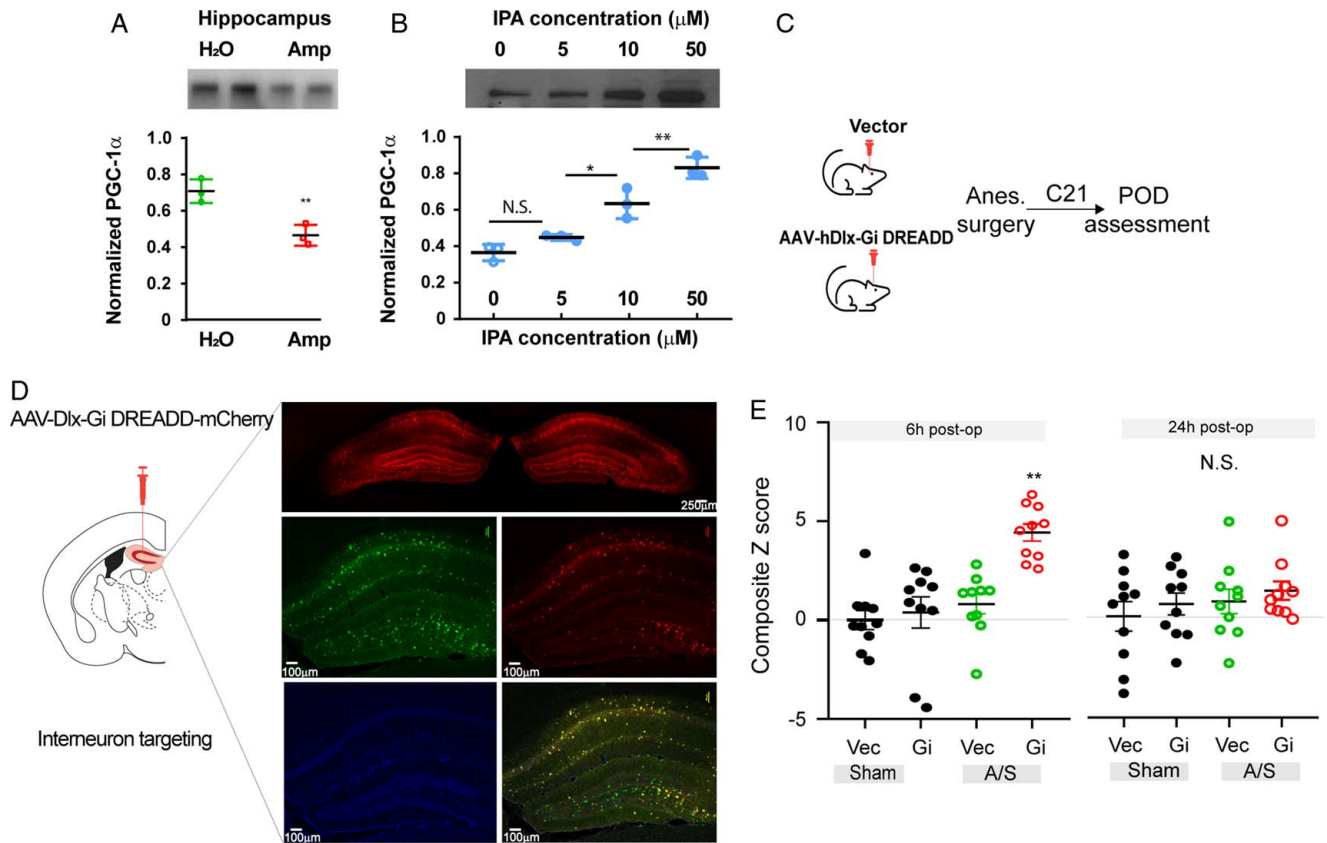 A
Hippocampus
H₂O Amp
Normalized PGC-1α
1.0
0.8
0.6
0.4
0.2
0
**
H₂O Amp
B
IPA concentration (μM)
0 5 10 50
Normalized PGC-1α
1.0
0.8
0.6
0.4
0.2
0
N.S.
*
**
0 5 10 50
0 5 10 50
IPA concentration (μM)
C
Vector
AAV-hDlx-Gi DREADD
Anes.
surgery
C21
POD
assessment
D
AAV-Dlx-Gi DREADD-mCherry
Interneuron targeting
250μm
100μm
100μm
100μm
100μm
E
Composite Z score
10
5
0
-5
6h post-op
**
Vec Gi Vec Gi
Sham A/S
24h post-op
N.S.
Vec Gi Vec Gi
Sham A/S